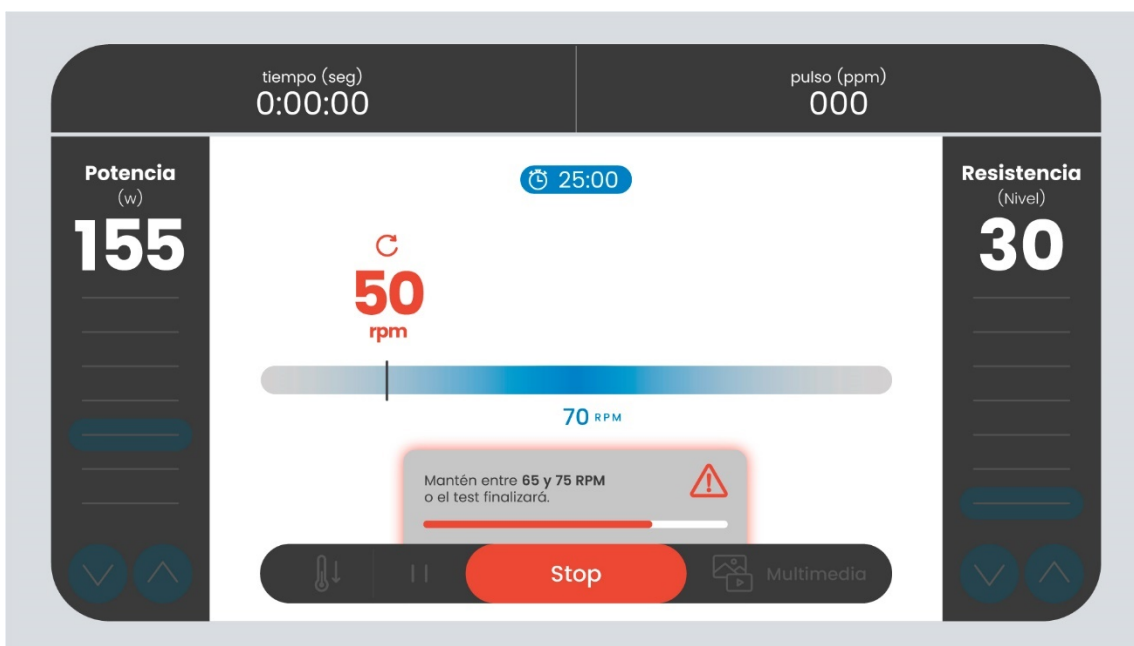 tiempo (seg)
0:00:00
pulso (ppm)
000
Potencia
(w)
155
25:00
50
rpm
70 RPM
Resistencia
(Nivel)
30
Mantén entre 65 y 75 RPM
o el test finalizará.
Stop
Multimedia